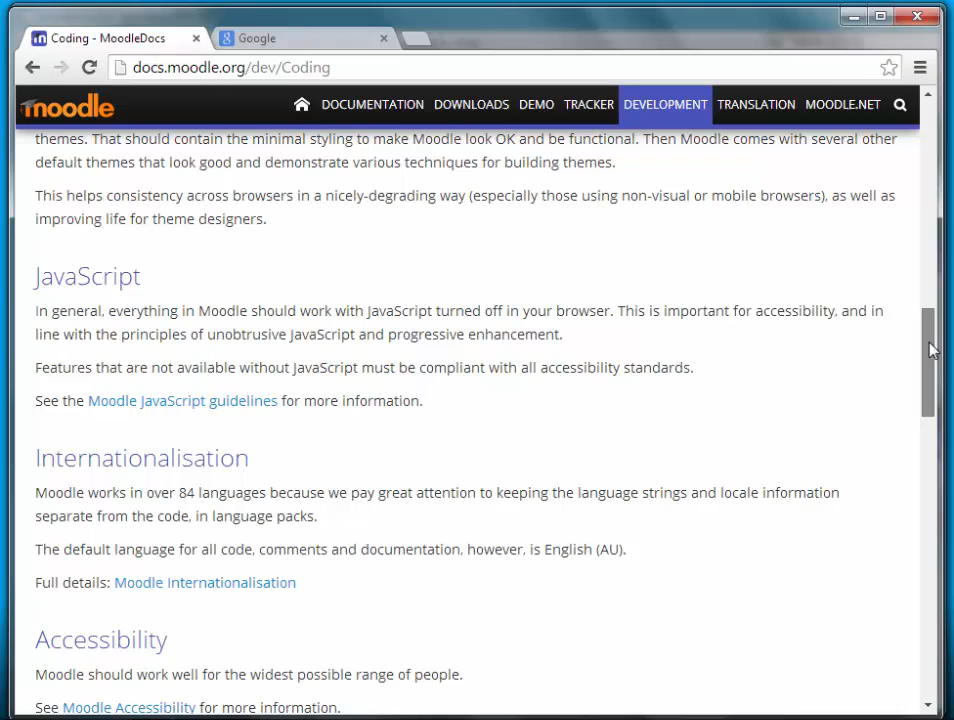 Coding - MoodleDocs
Google
docs.moodle.org/dev/Coding
moodle
DOCUMENTATION DOWNLOADS DEMO TRACKER DEVELOPMENT TRANSLATION MOODLE.NET
themes. That should contain the minimal styling to make Moodle look OK and be functional. Then Moodle comes with several other
default themes that look good and demonstrate various techniques for building themes.
This helps consistency across browsers in a nicely-degrading way (especially those using non-visual or mobile browsers), as well as
improving life for theme designers.
JavaScript
In general, everything in Moodle should work with JavaScript turned off in your browser. This is important for accessibility, and in
line with the principles of unobtrusive JavaScript and progressive enhancement.
Features that are not available without JavaScript must be compliant with all accessibility standards.
See the Moodle JavaScript guidelines for more information.
Internationalisation
Moodle works in over 84 languages because we pay great attention to keeping the language strings and locale information
separate from the code, in language packs.
The default language for all code, comments and documentation, however, is English (AU).
Full details: Moodle Internationalisation
Accessibility
Moodle should work well for the widest possible range of people.
See Moodle Accessibility for more information.